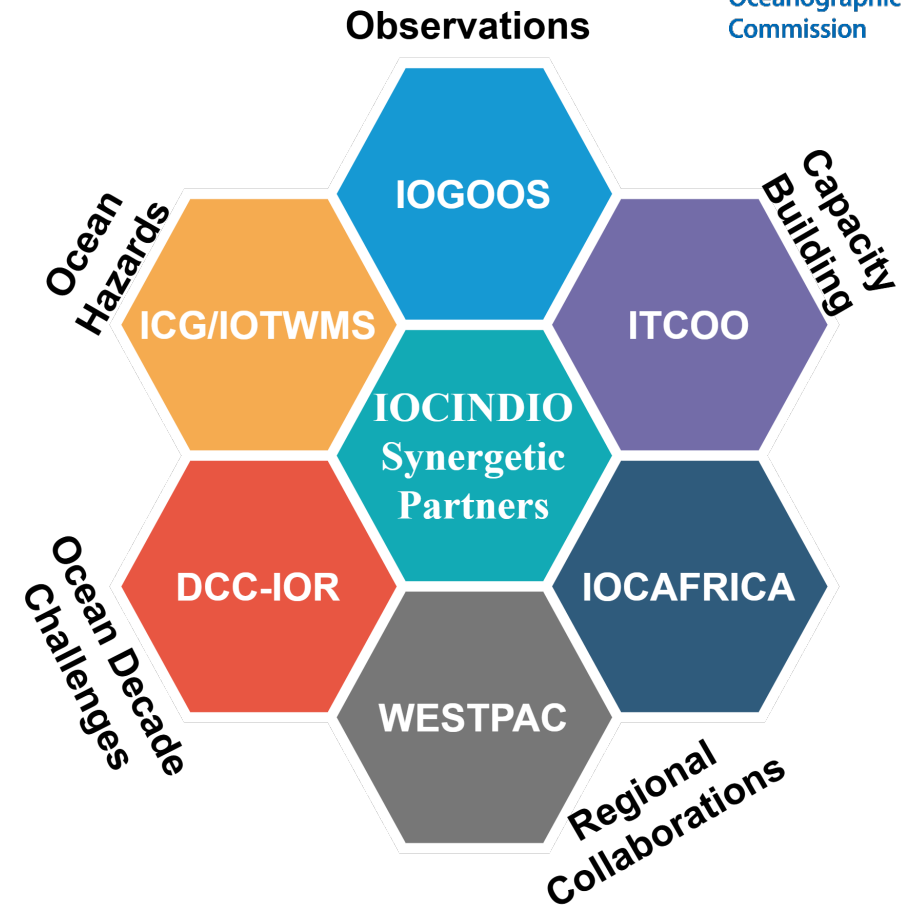 Oceanographic
Commission
Observations
IOGOOS
Capacity
Building
Ocean
Hazards
ICG/IOTWMS
ITCOO
IOCINDIO
Synergetic
Partners
DCC-IOR
IOCAFRICA
Ocean Decade
Challenges
WESTPAC
Regional
Collaborations